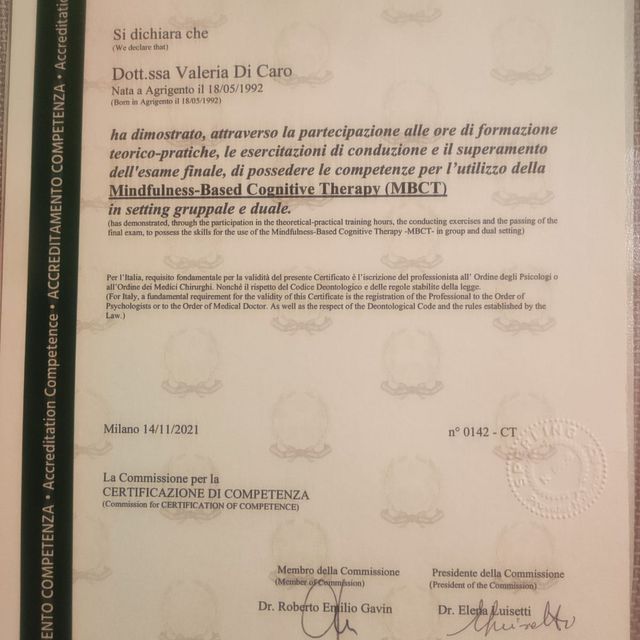 ACCREDITAMENTO COMPETENZA • Accreditation Competence • ACCREDITAMENTO COMPETENZA • Accreditation
Si dichiara che
(We declare that)
Dott.ssa Valeria Di Caro
Nata a Agrigento il 18/05/1992
(Born in Agrigento il 18/05/1992)
ha dimostrato, attraverso la partecipazione alle ore di formazione
teorico-pratiche, le esercitazioni di conduzione e il superamento
dell'esame finale, di possedere le competenze per l'utilizzo della
Mindfulness-Based Cognitive Therapy (MBCT)
in setting gruppale e duale.
(has demonstrated, through the participation in the theoretical-practical training hours, the conducting exercises and the passing of the
final exam, to possess the skills for the use of the Mindfulness-Based Cognitive Therapy -MBCT- in group and dual setting)
Per l'Italia, requisito fondamentale per la validità del presente Certificato è l'iscrizione del professionista all' Ordine degli Psicologi o
all'Ordine dei Medici Chirurghi. Nonché il rispetto del Codice Deontologico e delle regole stabilite della legge.
(For Italy, a fundamental requirement for the validity of this Certificate is the registration of the Professional to the Order of
Psychologists or to the Order of Medical Doctor. As well as the respect of the Deontological Code and the rules established by the
Law.)
Milano 14/11/2021
n° 0142 - CT
La Commissione per la
CERTIFICAZIONE DI COMPETENZA
(Commission for CERTIFICATION OF COMPETENCE)
Membro della Commissione
(Member of Commission)
Dr. Roberto Emilio Gavin
Presidente della Commissione
(President of the Commission)
Dr. Elena Luisetti